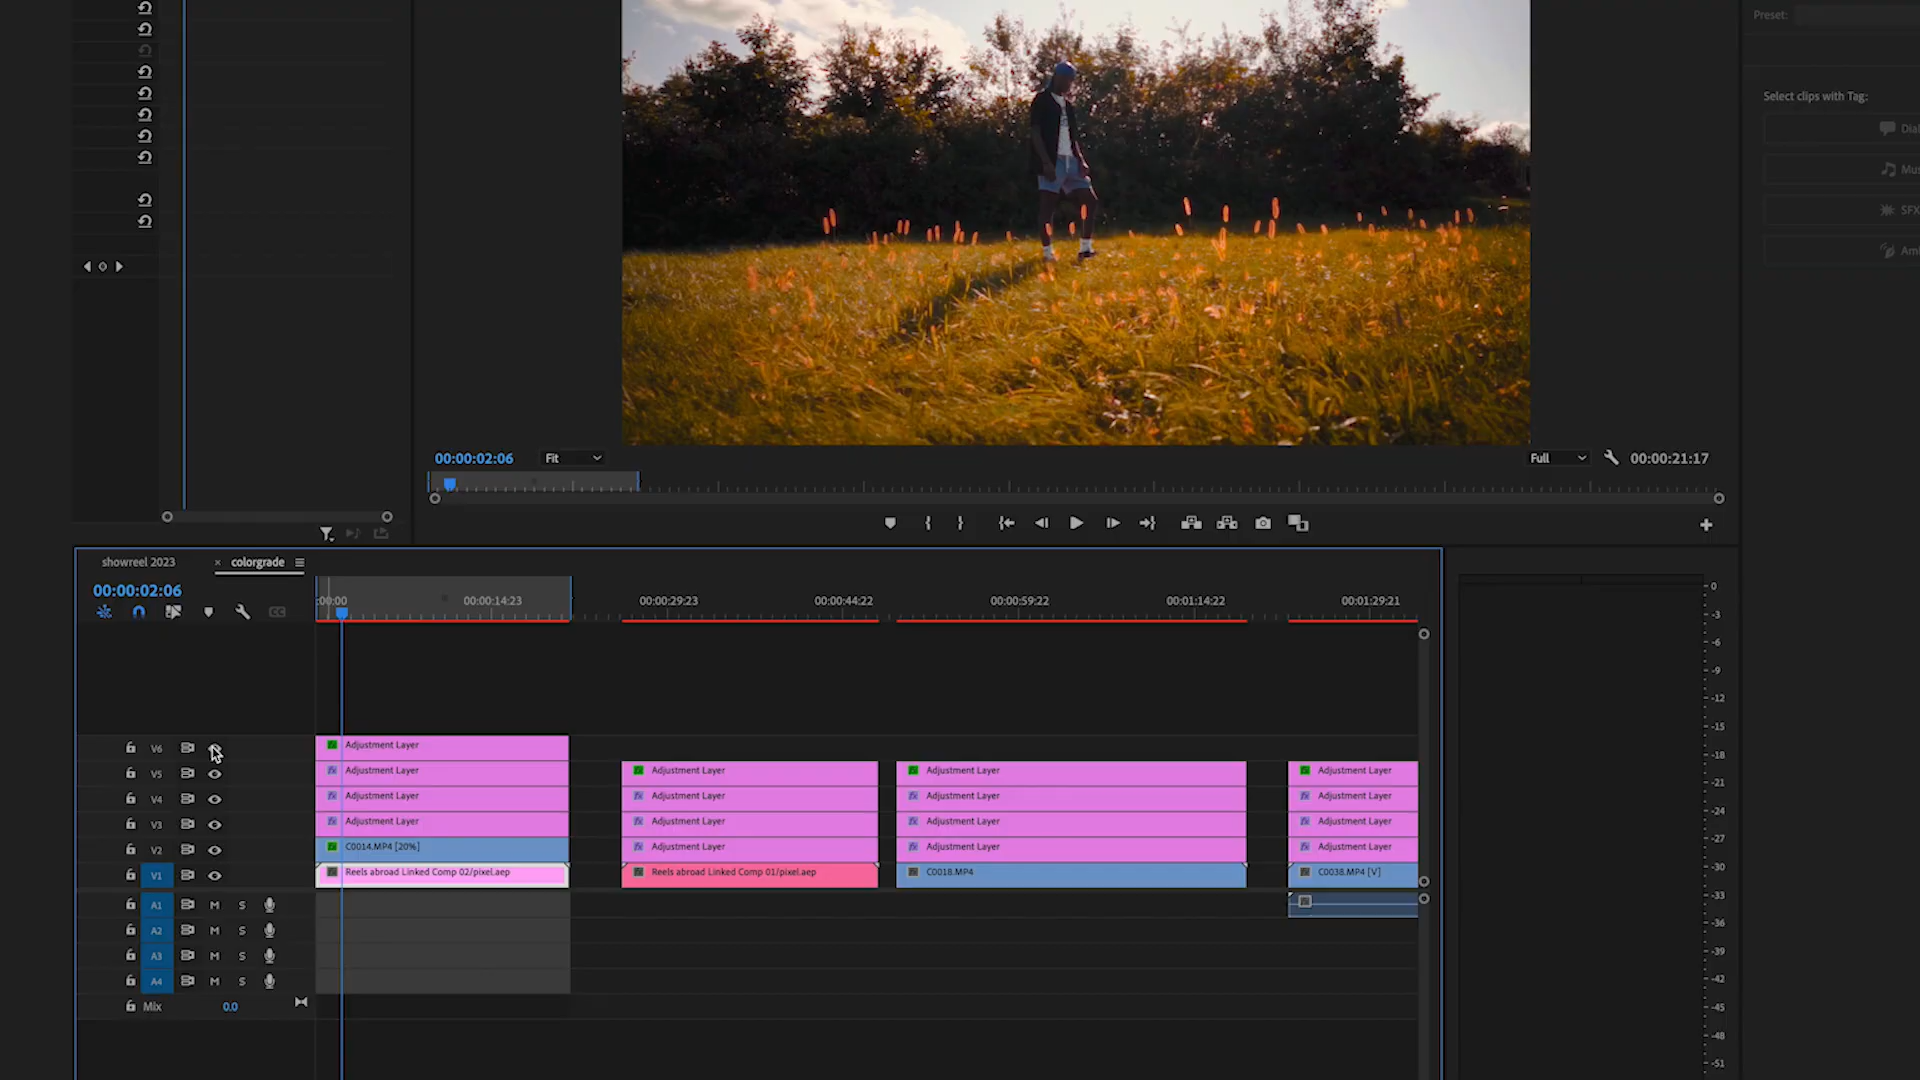 Preset:
Select clips with Tag:
Dial
Mus
SFX
Amb
00:00:02:06
Fit
Full
00:00:21:17
showreel 2023
× colorgrade
00:00:02:06
:00:00
00:00:14:23
00:00:29:23
00:00:44:22
00:00:59:22
00:01:14:22
00:01:29:21
V6
Adjustment Layer
V5
Adjustment Layer
Adjustment Layer
Adjustment Layer
Adjustment Layer
V4
Adjustment Layer
Adjustment Layer
Adjustment Layer
Adjustment Layer
V3
Adjustment Layer
Adjustment Layer
Adjustment Layer
Adjustment Layer
V2
C0014.MP4 [20%]
Adjustment Layer
Adjustment Layer
Adjustment Layer
V1
Reels abroad Linked Comp 02/pixel.aep
Reels abroad Linked Comp 01/pixel.aep
C0018.MP4
C0038.MP4 [V]
A1 M S
A2 M S
A3 M S
A4 M S
Mix 0.0
0
-3
-6
-9
-12
-15
-18
-21
-24
-27
-30
-33
-36
-39
-42
-45
-48
-51